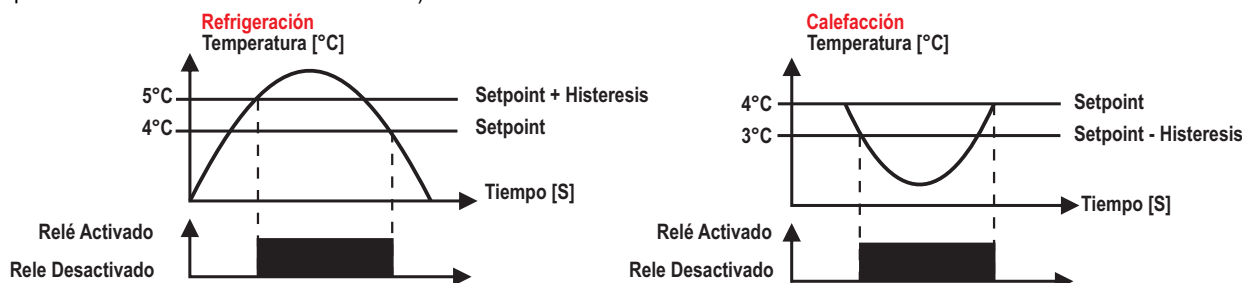 Refrigeración
Temperatura [°C]
5°C
Setpoint + Histeresis
4°C
Setpoint
Tiempo [S]
Relé Activado
Rele Desactivado
Calefacción
Temperatura [°C]
4°C
Setpoint
3°C
Setpoint - Histeresis
Tiempo [S]
Relé Activado
Rele Desactivado